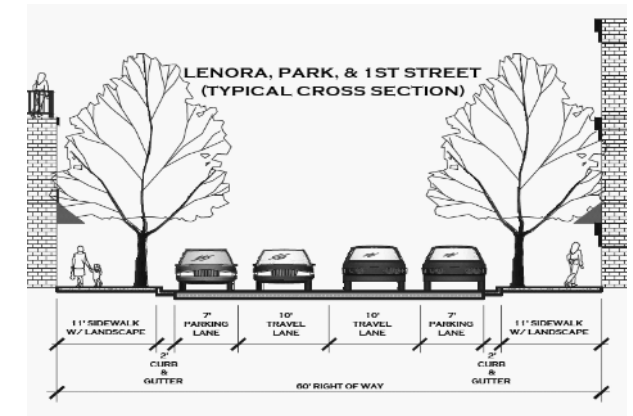 LENORA, PARK, & 1ST STREET
(TYPICAL CROSS SECTION)
11' SIDEWALK
W/ LANDSCAPE
2'
CURB
&
GUTTER
7'
PARKING
LANE
10'
TRAVEL
LANE
10'
TRAVEL
LANE
7'
PARKING
LANE
2'
CURB
&
GUTTER
11' SIDEWALK
W/ LANDSCAPE
60' RIGHT OF WAY